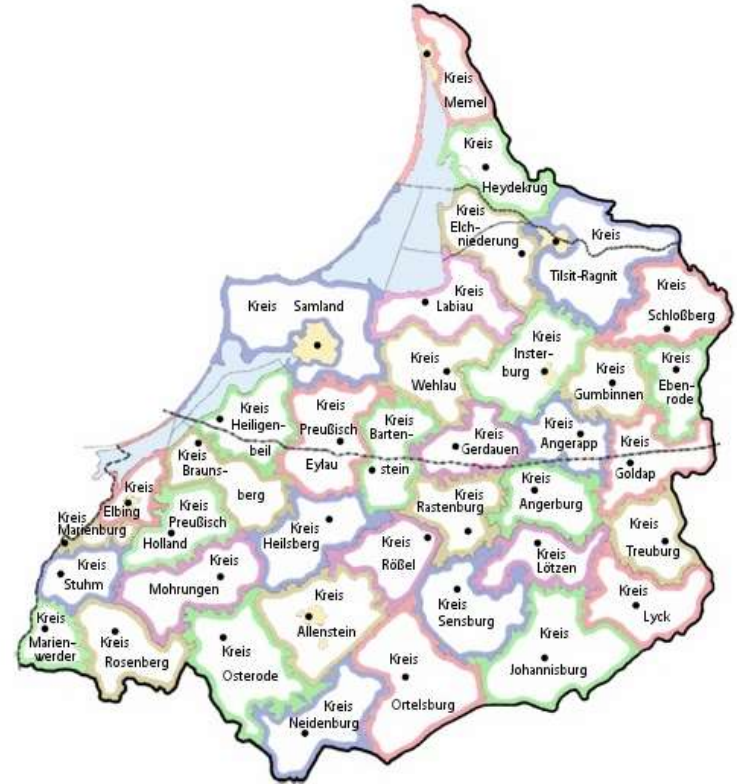 Kreis
Memel
Kreis
Heydekrug
Kreis
Elch-
niederung
Kreis
Tilsit-Ragnit
Kreis
Schloßberg
Kreis
Labiau
Kreis Samland
Kreis
Wehlau
Kreis
Inster-
burg
Kreis
Gumbinnen
Kreis
Eben-
rode
Kreis
Heiligen-
beil
Kreis
Preußisch
Eylau
Kreis
Barten-
stein
Kreis
Gerdauen
Kreis
Angerapp
Kreis
Goldap
Kreis
Brauns-
berg
Kreis
Elbing
Kreis
Marienburg
Kreis
Preußisch
Holland
Kreis
Heilsberg
Kreis
Rastenburg
Kreis
Angerburg
Kreis
Treuburg
Kreis
Stuhm
Kreis
Mohrungen
Kreis
Rößel
Kreis
Lötzen
Kreis
Sensburg
Kreis
Lyck
Kreis
Marien-
werder
Kreis
Rosenberg
Kreis
Osterode
Kreis
Allenstein
Kreis
Johannisburg
Kreis
Ortelsburg
Kreis
Neidenburg